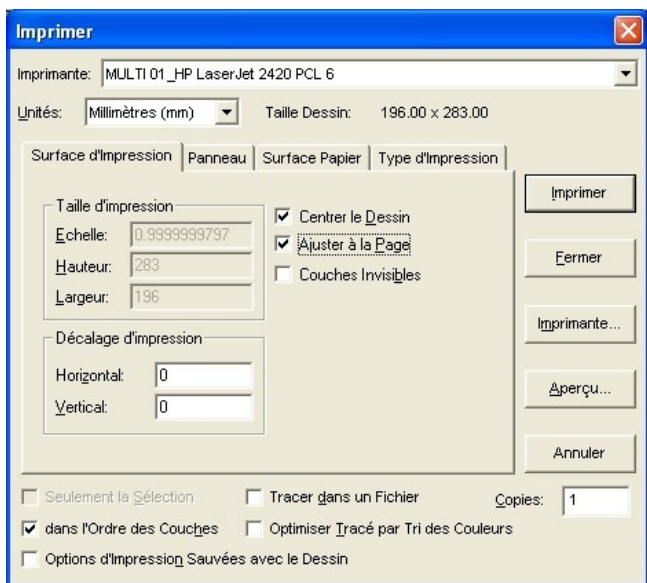 Imprimer
Imprimante: MULTI 01_HP LaserJet 2420 PCL 6
Unités: Millimètres (mm) Taille Dessin: 196.00 x 283.00
Surface d'Impression Panneau Surface Papier Type d'Impression
Taille d'impression
Echelle: 0.9999999797
Hauteur: 283
Largeur: 196
Centrer le Dessin
Ajuster à la Page
Couches Invisibles
Décalage d'impression
Horizontal: 0
Vertical: 0
Imprimer
Fermer
Imprimante...
Aperçu...
Annuler
Seulement la Sélection Tracer dans un Fichier Copies: 1
dans l'Ordre des Couches Optimiser Tracé par Tri des Couleurs
Options d'Impression Sauvées avec le Dessin